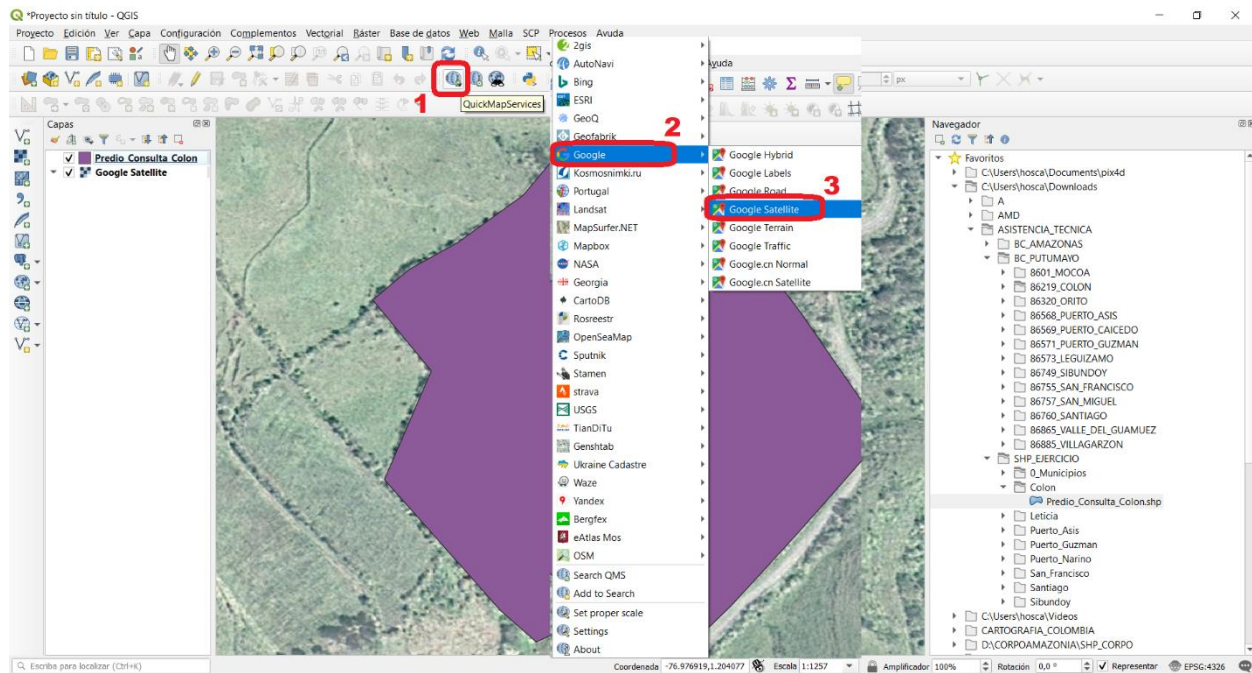 *Proyecto sin título - QGIS
Proyecto Edición Ver Capa Configuración Complementos Vectorial Ráster Base de datos Web Malla SCP Procesos Avuda
Ayuda
px
1
QuickMapServices
2
3
Capas
Predio_Consulta_Colon
Google Satellite
2gis
AutoNavi
Bing
ESRI
GeoQ
Geofabrik
Google
Kosmosnimki.ru
Portugal
Landsat
MapSurfer.NET
Mapbox
NASA
Georgia
CartoDB
Rosreestr
OpenSeaMap
Sputnik
Stamen
strava
USGS
TianDiTu
Genshtab
Ukraine Cadastre
Waze
Yandex
Bergfex
eAtlas Mos
OSM
Search QMS
Add to Search
Set proper scale
Settings
About
Google Hybrid
Google Labels
Google Road
Google Satellite
Google Terrain
Google Traffic
Google.cn Normal
Google.cn Satellite
Navegador
Favoritos
C:\Users\hosca\Documents\pix4d
C:\Users\hosca\Downloads
A
AMD
ASISTENCIA_TECNICA
BC_AMAZONAS
BC_PUTUMAYO
8601_MOCOA
86219_COLON
86320_ORITO
86568_PUERTO_ASIS
86569_PUERTO_CAICEDO
86571_PUERTO_GUZMAN
86573_LEGUIZAMO
86749_SIBUNDOY
86755_SAN_FRANCISCO
86757_SAN_MIGUEL
86760_SANTIAGO
86865_VALLE_DEL_GUAMUEZ
86885_VILLAGARZON
SHP_EJERCICIO
0_Municipios
Colon
Predio_Consulta_Colon.shp
Leticia
Puerto_Asis
Puerto_Guzman
Puerto_Narino
San_Francisco
Santiago
Sibundoy
C:\Users\hosca\Videos
CARTOGRAFIA_COLOMBIA
D:\CORPOAMAZONIA\SHP_CORPO
Escriba para localizar (Ctrl+K)
Coordenada -76.976919,1.204077 Escala 1:1257 Amplificador 100% Rotación 0,0 ° Representar EPSG:4326